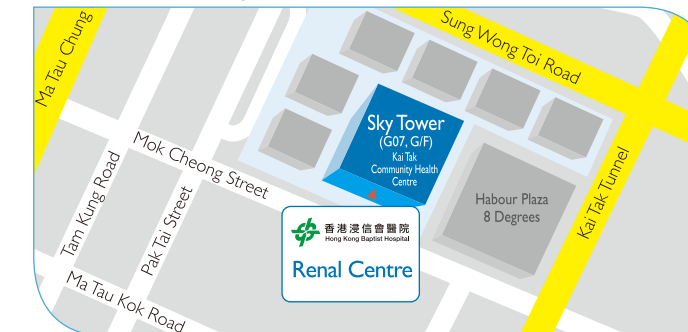 Sung Wong Toi Road
Ma Tau Chung
Sky Tower
(G07, G/F)
Kai Tak
Community Health
Centre
Mok Cheong Street
Tam Kung Road
Pak Tai Street
Habour Plaza
8 Degrees
Kai Tak Tunnel
香港浸信會醫院
Hong Kong Baptist Hospital
Renal Centre
Ma Tau Kok Road